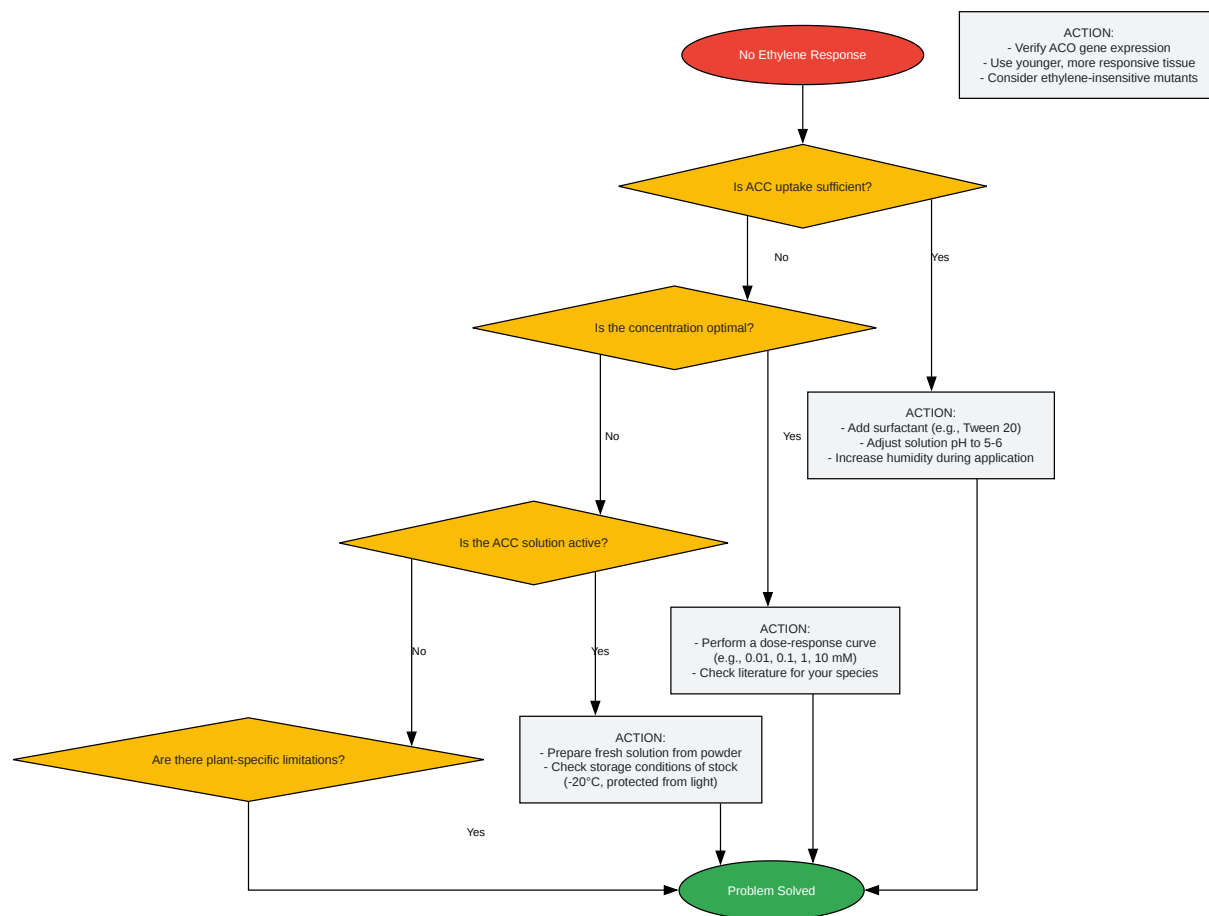 No Ethylene Response
ACTION:
- Verify ACO gene expression
- Use younger, more responsive tissue
- Consider ethylene-insensitive mutants
Is ACC uptake sufficient?
No
Yes
Is the concentration optimal?
ACTION:
- Add surfactant (e.g., Tween 20)
- Adjust solution pH to 5-6
- Increase humidity during application
No
Yes
Is the ACC solution active?
ACTION:
- Perform a dose-response curve
(e.g., 0.01, 0.1, 1, 10 mM)
- Check literature for your species
No
Yes
Are there plant-specific limitations?
ACTION:
- Prepare fresh solution from powder
- Check storage conditions of stock
(-20°C, protected from light)
Yes
Problem Solved